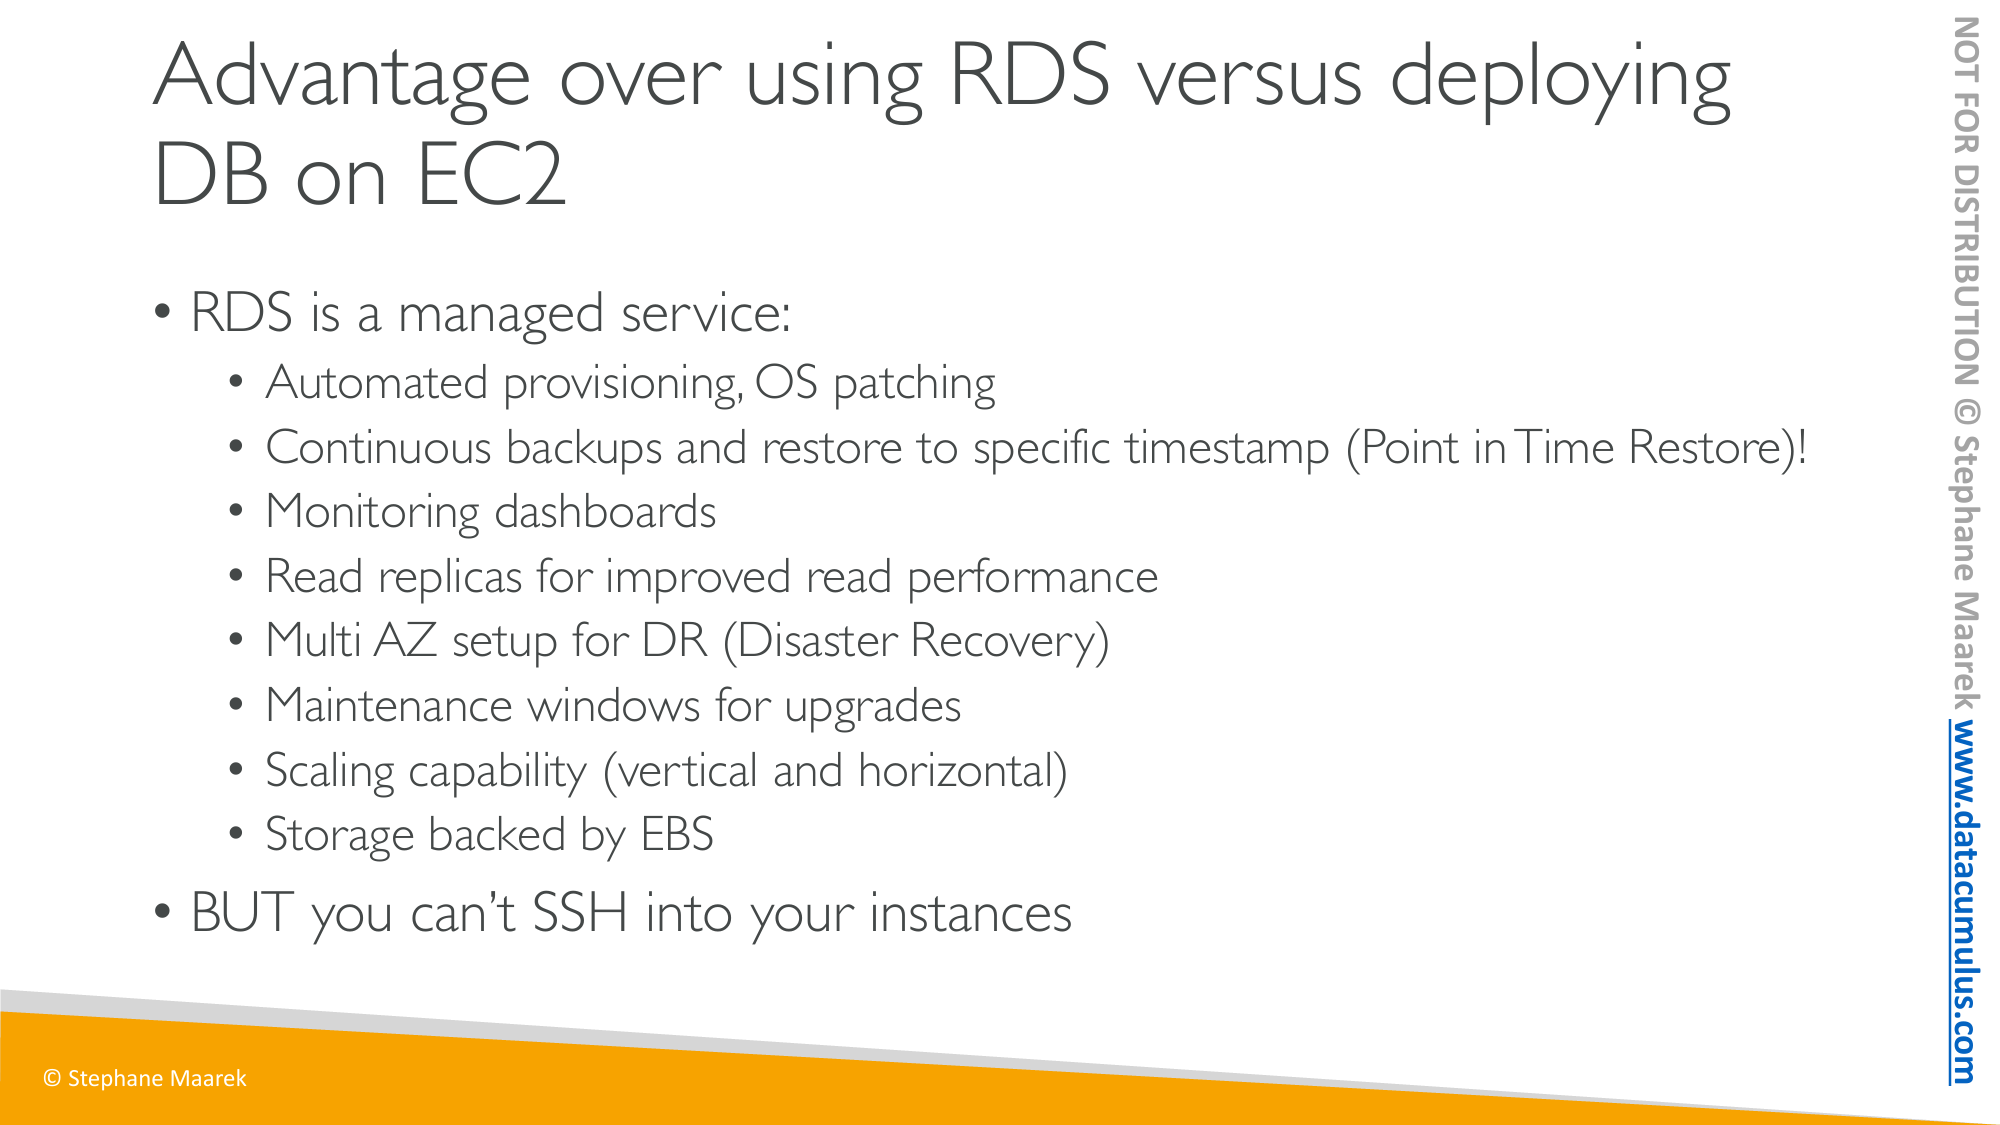 Advantage over using RDS versus deploying
DB on EC2
• RDS is a managed service:
• Automated provisioning, OS patching
• Continuous backups and restore to specific timestamp (Point in Time Restore)!
• Monitoring dashboards
• Read replicas for improved read performance
• Multi AZ setup for DR (Disaster Recovery)
• Maintenance windows for upgrades
• Scaling capability (vertical and horizontal)
• Storage backed by EBS
• BUT you can’t SSH into your instances
© Stephane Maarek
NOT FOR DISTRIBUTION © Stephane Maarek www.datacumulus.com